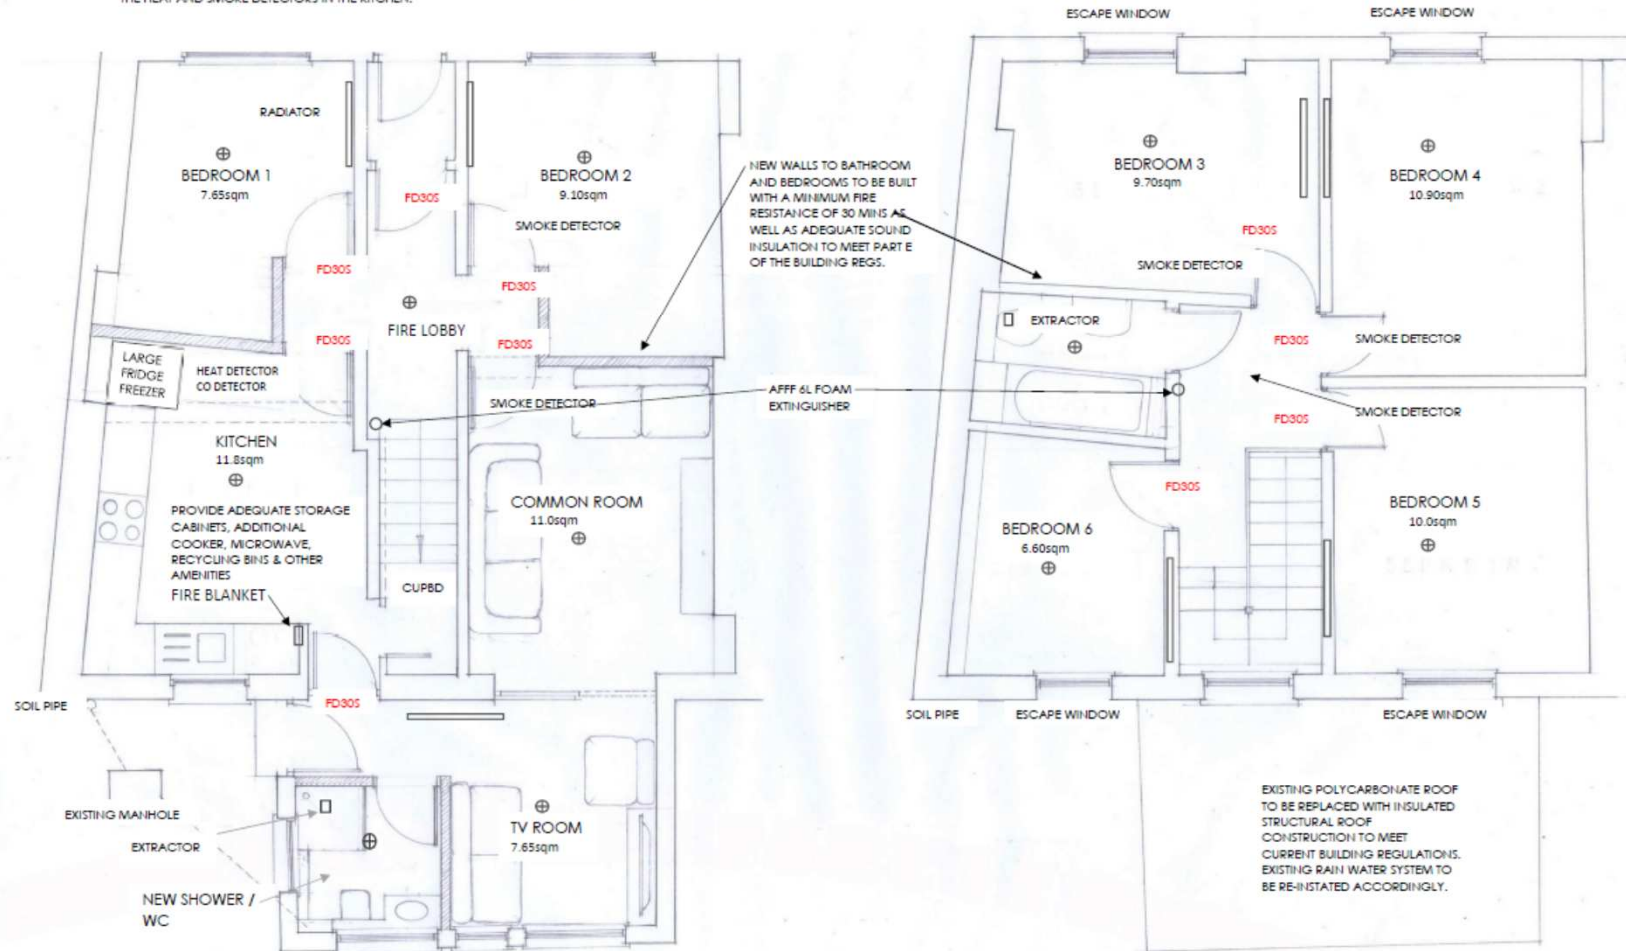 THE HEAT AND SMOKE DETECTORS IN THE KITCHEN.
RADIATOR
BEDROOM 1
7.65sqm
FD30S
BEDROOM 2
9.10sqm
SMOKE DETECTOR
FD30S
FD30S
FIRE LOBBY
FD30S
FD30S
NEW WALLS TO BATHROOM
AND BEDROOMS TO BE BUILT
WITH A MINIMUM FIRE
RESISTANCE OF 30 MINS AS
WELL AS ADEQUATE SOUND
INSULATION TO MEET PART E
OF THE BUILDING REGS.
LARGE
FRIDGE
FREEZER
HEAT DETECTOR
CO DETECTOR
SMOKE DETECTOR
AFFF 6L FOAM
EXTINGUISHER
KITCHEN
11.8sqm
PROVIDE ADEQUATE STORAGE
CABINETS, ADDITIONAL
COOKER, MICROWAVE,
RECYCLING BINS & OTHER
AMENITIES
FIRE BLANKET
COMMON ROOM
11.0sqm
CUPBD
SOIL PIPE
FD30S
EXISTING MANHOLE
EXTRACTOR
NEW SHOWER /
WC
TV ROOM
7.65sqm
ESCAPE WINDOW
ESCAPE WINDOW
BEDROOM 3
9.70sqm
BEDROOM 4
10.90sqm
FD30S
SMOKE DETECTOR
EXTRACTOR
FD30S
SMOKE DETECTOR
SMOKE DETECTOR
FD30S
FD30S
BEDROOM 6
6.60sqm
BEDROOM 5
10.0sqm
SOIL PIPE
ESCAPE WINDOW
ESCAPE WINDOW
EXISTING POLYCARBONATE ROOF
TO BE REPLACED WITH INSULATED
STRUCTURAL ROOF
CONSTRUCTION TO MEET
CURRENT BUILDING REGULATIONS.
EXISTING RAIN WATER SYSTEM TO
BE RE-INSTATED ACCORDINGLY.